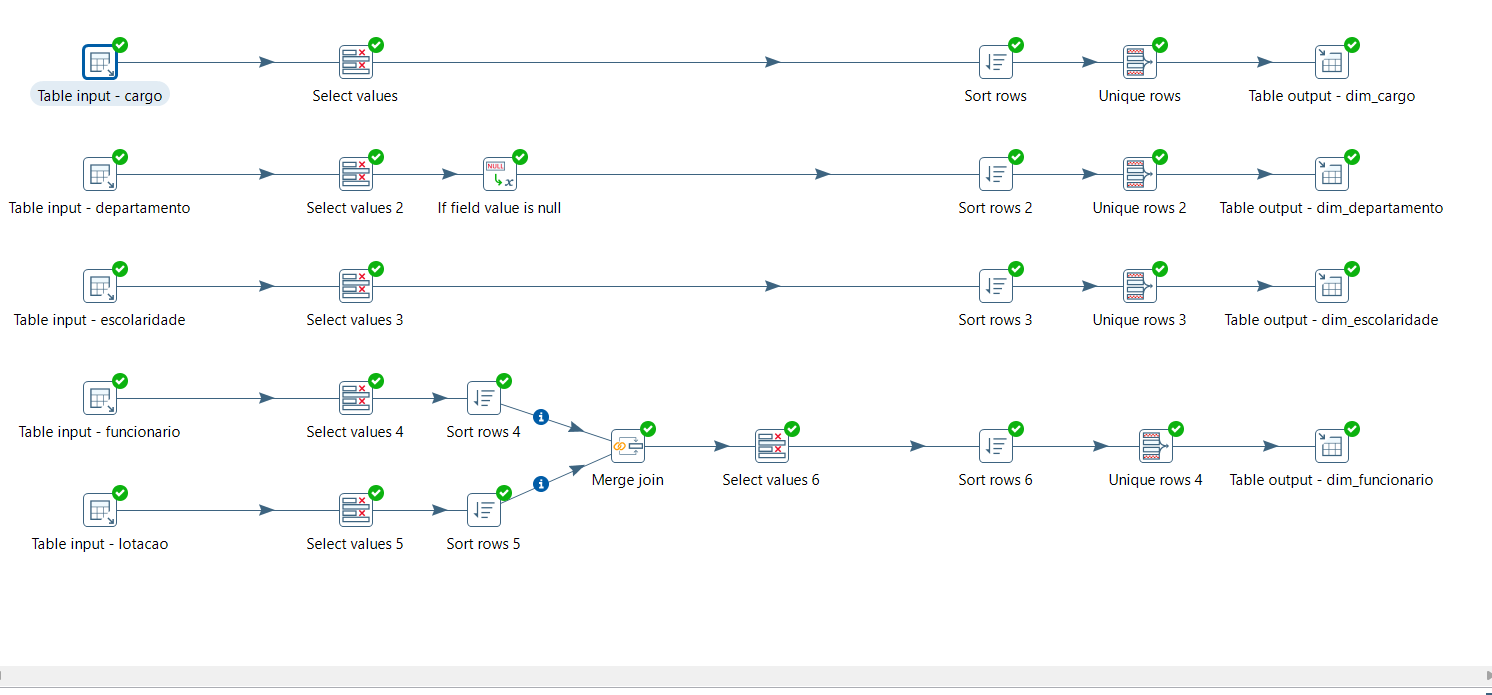 Table input - cargo
Select values
Sort rows
Unique rows
Table output - dim_cargo
NULL
x
Table input - departamento
Select values 2
If field value is null
Sort rows 2
Unique rows 2
Table output - dim_departamento
Table input - escolaridade
Select values 3
Sort rows 3
Unique rows 3
Table output - dim_escolaridade
Table input - funcionario
Select values 4
Sort rows 4
Merge join
Select values 6
Sort rows 6
Unique rows 4
Table output - dim_funcionario
Table input - lotacao
Select values 5
Sort rows 5